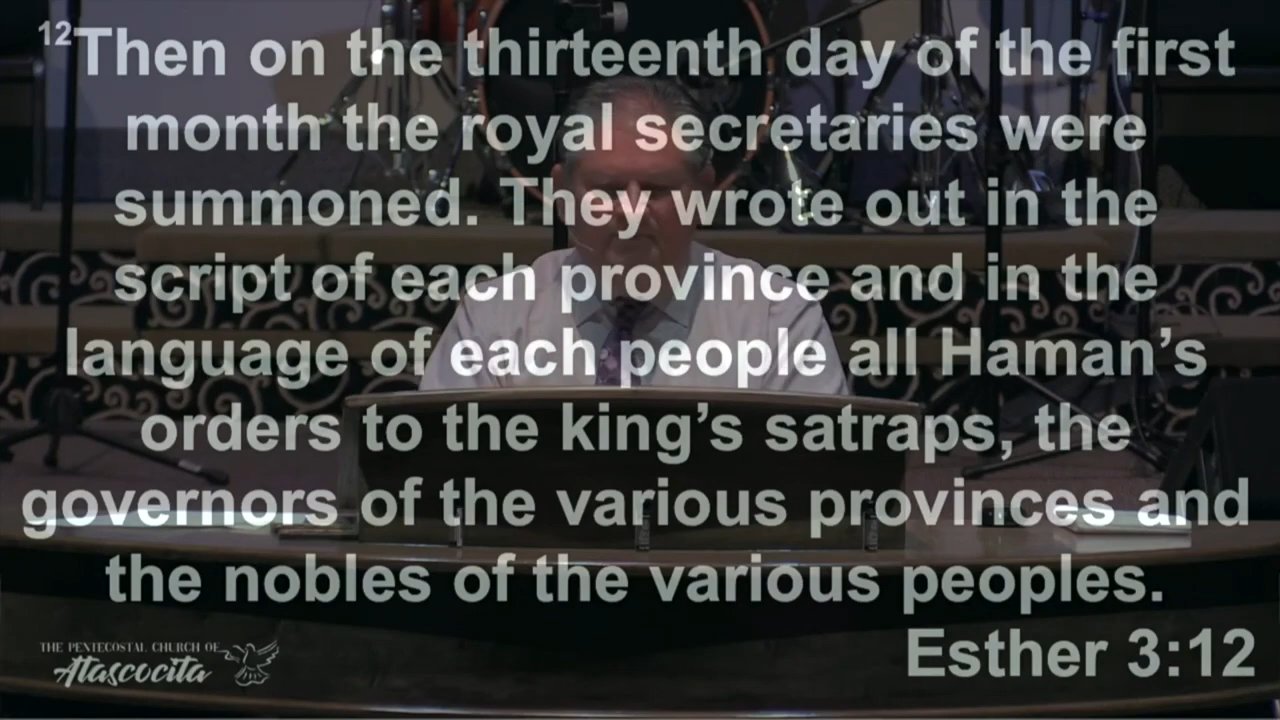 12Then on the thirteenth day of the first
month the royal secretaries were
summoned. They wrote out in the
script of each province and in the
language of each people all Haman’s
orders to the king’s satraps, the
governors of the various provinces and
the nobles of the various peoples.
Esther 3:12
THE PENTECOSTAL CHURCH OF
Atascocita